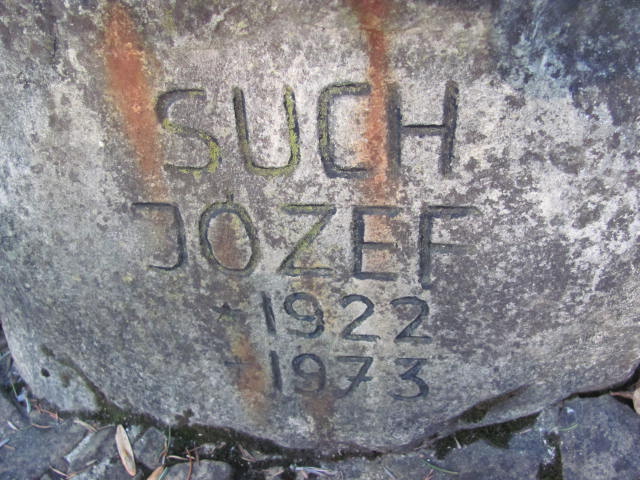 SUCH
JÓZEF
* 1922
† 1973